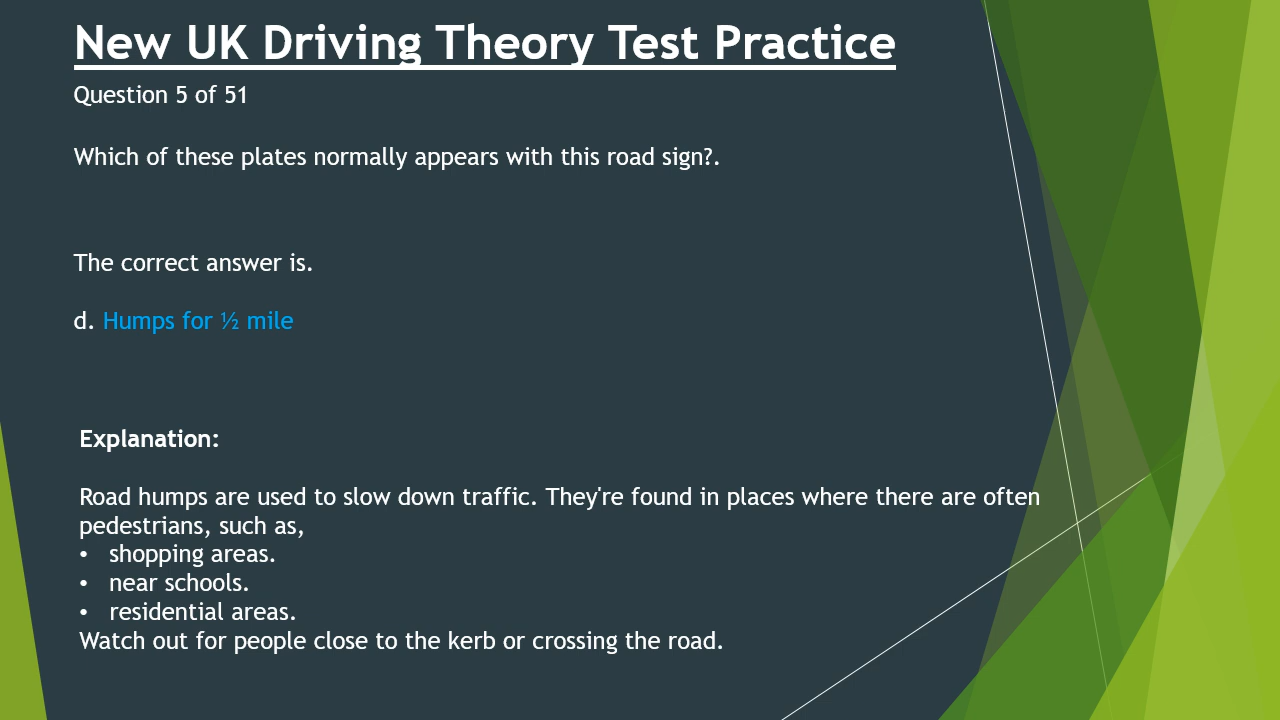 New UK Driving Theory Test Practice
Question 5 of 51
Which of these plates normally appears with this road sign?.
The correct answer is.
d. Humps for ½ mile
Explanation:
Road humps are used to slow down traffic. They're found in places where there are often
pedestrians, such as,
• shopping areas.
• near schools.
• residential areas.
Watch out for people close to the kerb or crossing the road.